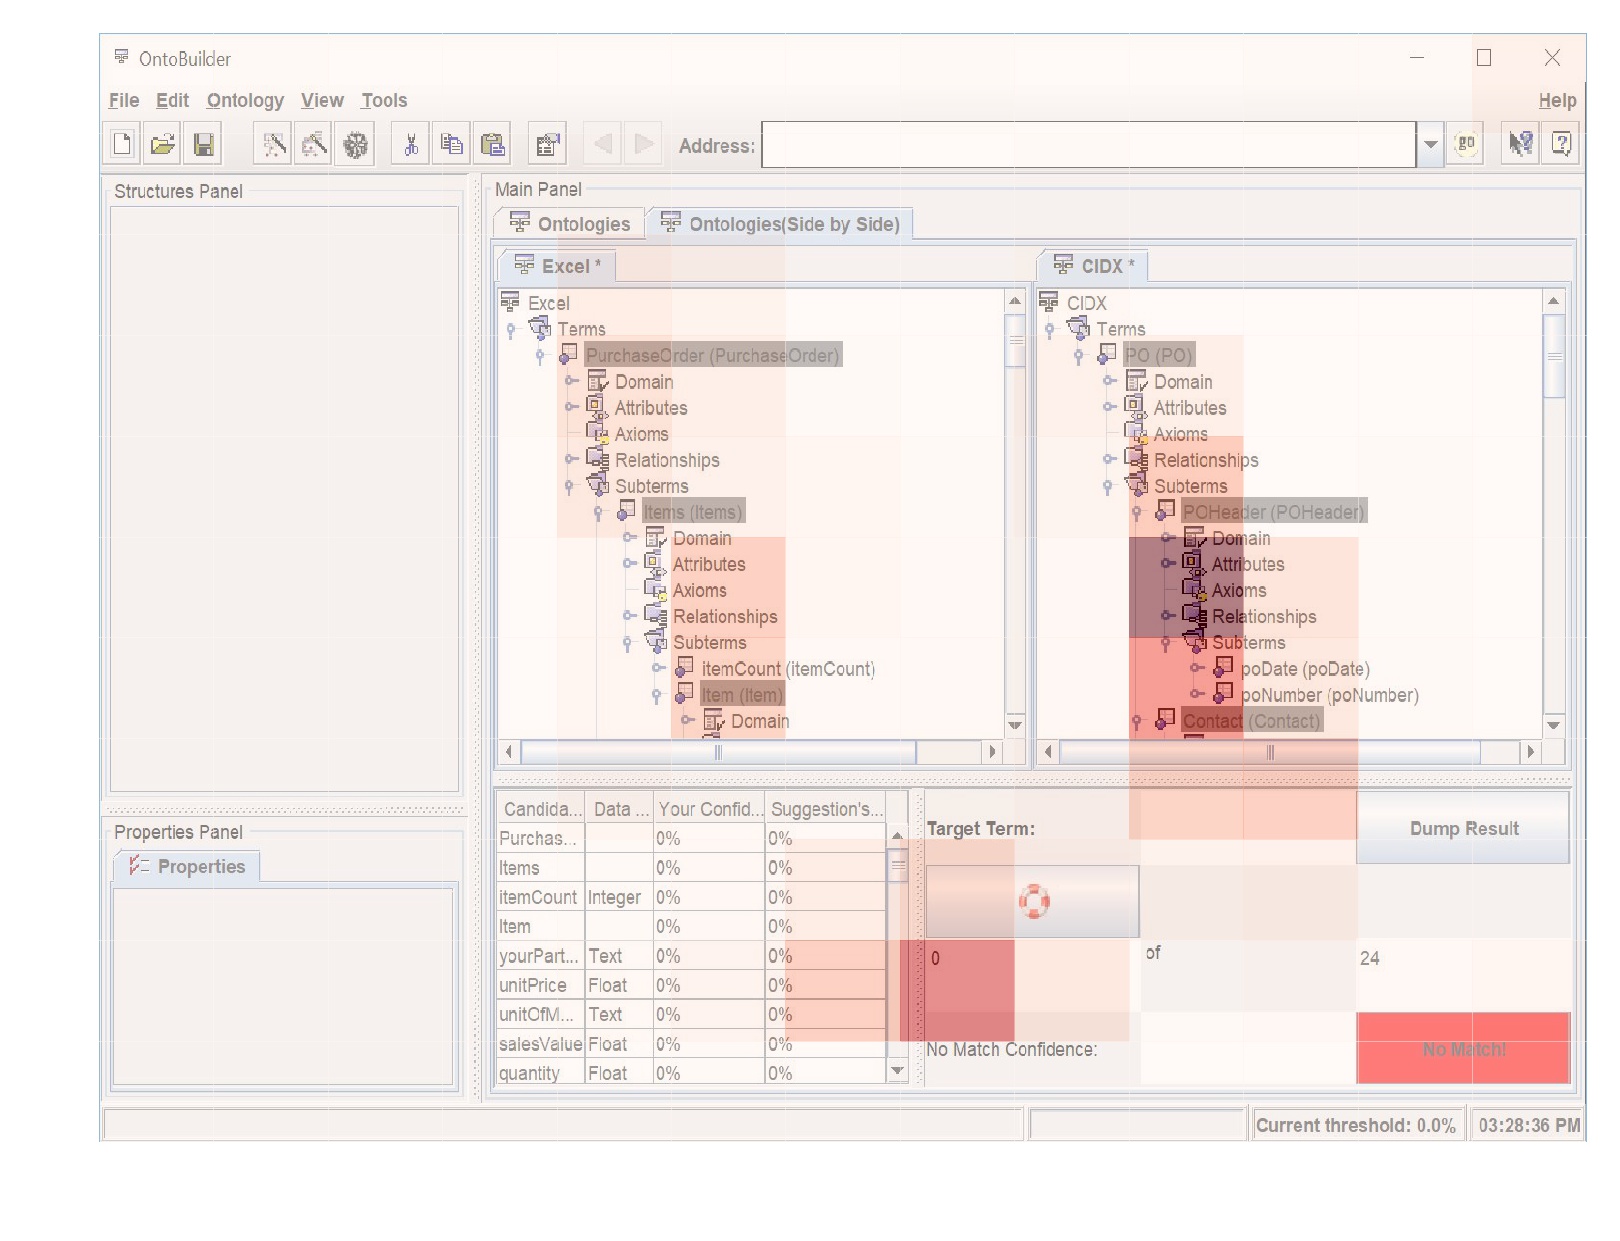 OntoBuilder
File Edit Ontology View Tools Help
Address: go
Structures Panel
Main Panel
Ontologies Ontologies(Side by Side)
Excel *
Excel
Terms
PurchaseOrder (PurchaseOrder)
Domain
Attributes
Axioms
Relationships
Subterms
Items (Items)
Domain
Attributes
Axioms
Relationships
Subterms
itemCount (itemCount)
Item (Item)
Domain
CIDX *
CIDX
Terms
PO (PO)
Domain
Attributes
Axioms
Relationships
Subterms
POHeader (POHeader)
Domain
Attributes
Axioms
Relationships
Subterms
poDate (poDate)
poNumber (poNumber)
Contact (Contact)
Properties Panel
Properties
Candida... Data ... Your Confid... Suggestion's...
Purchas... 0% 0%
Items 0% 0%
itemCount Integer 0% 0%
Item 0% 0%
yourPart... Text 0% 0%
unitPrice Float 0% 0%
unitOfM... Text 0% 0%
salesValue Float 0% 0%
quantity Float 0% 0%
Target Term: Dump Result
0 of 24
No Match Confidence: No Match!
Current threshold: 0.0% 03:28:36 PM